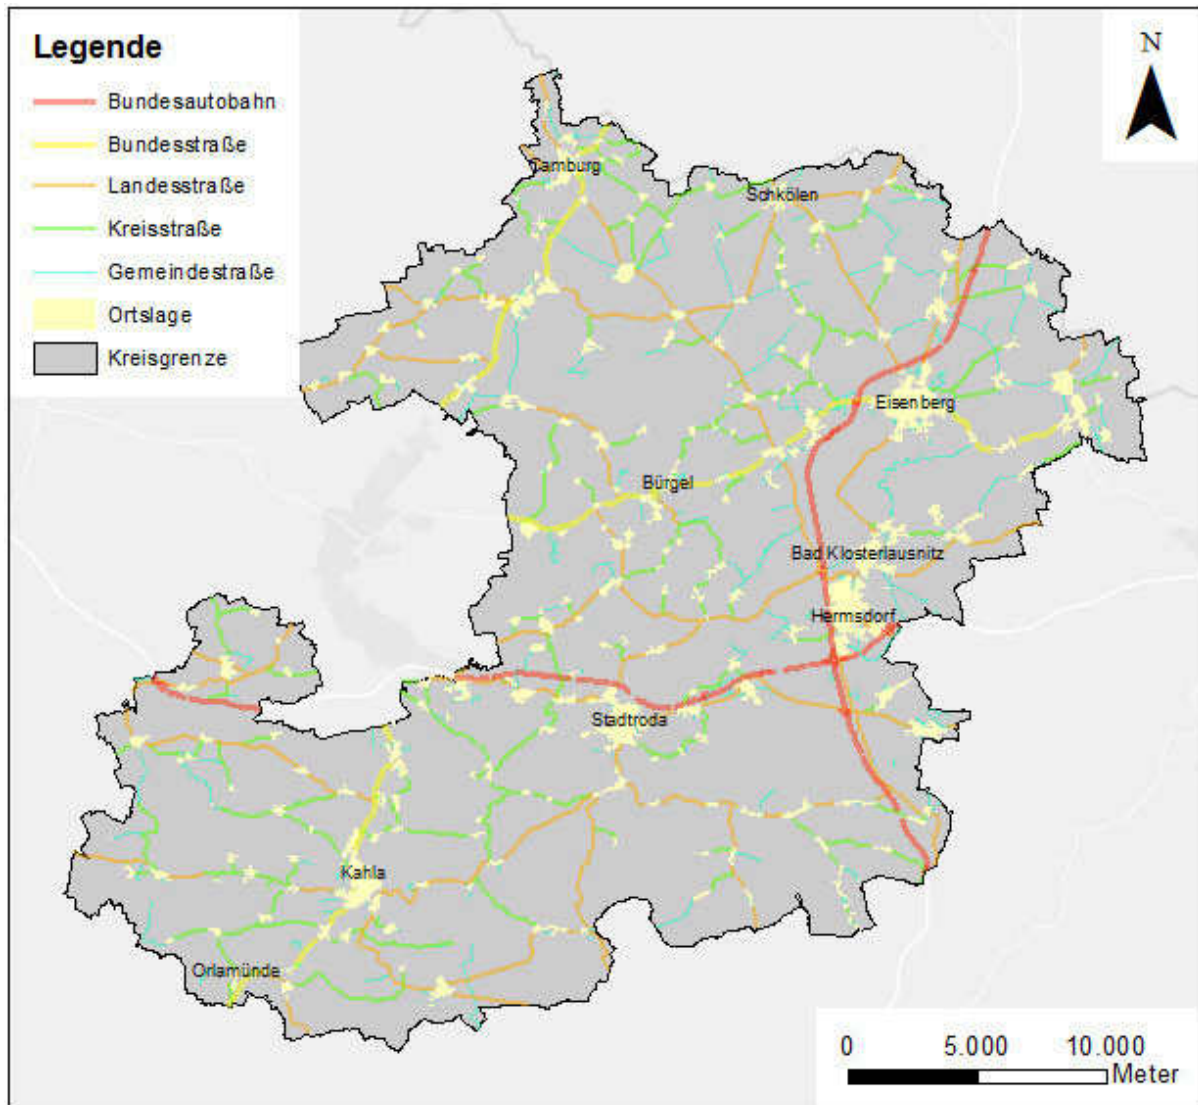 Legende
Bundesautobahn
Bundesstraße
Landesstraße
Kreisstraße
Gemeindestraße
Ortslage
Kreisgrenze
N
Camburg
Schkölen
Eisenberg
Bürgel
Bad Klosterlausnitz
Hermsdorf
Stadtroda
Kahla
Orlamünde
0 5.000 10.000
Meter